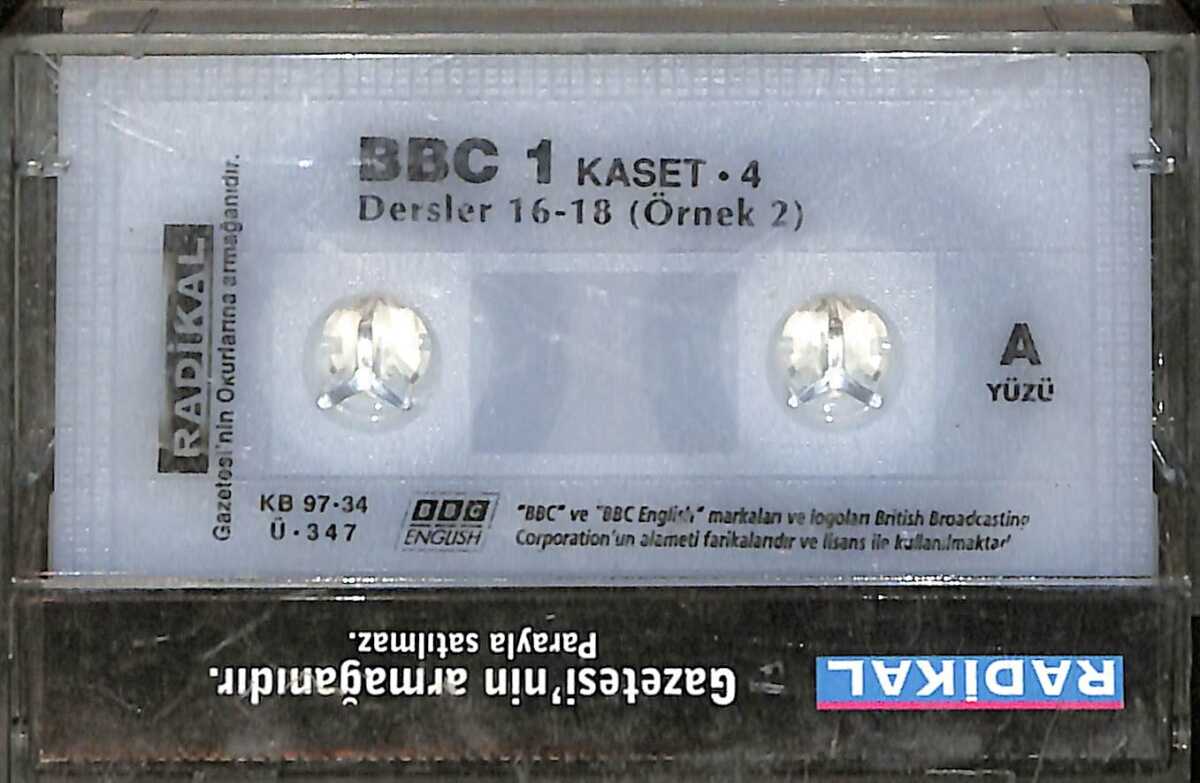 BBC 1 KASET • 4
Dersler 16-18 (Örnek 2)
RADİKAL
Gazetesi'nin Okurlarına armağanıdır.
A
YÜZÜ
KB 97•34
Ü•347
BBC
ENGLISH
"BBC" ve "BBC English" markaları ve logoları British Broadcasting
Corporation'un alameti farikalarıdır ve lisans ile kullanılmaktadır
RADİKAL
Gazetesi'nin armağanıdır.
Parayla satılmaz.